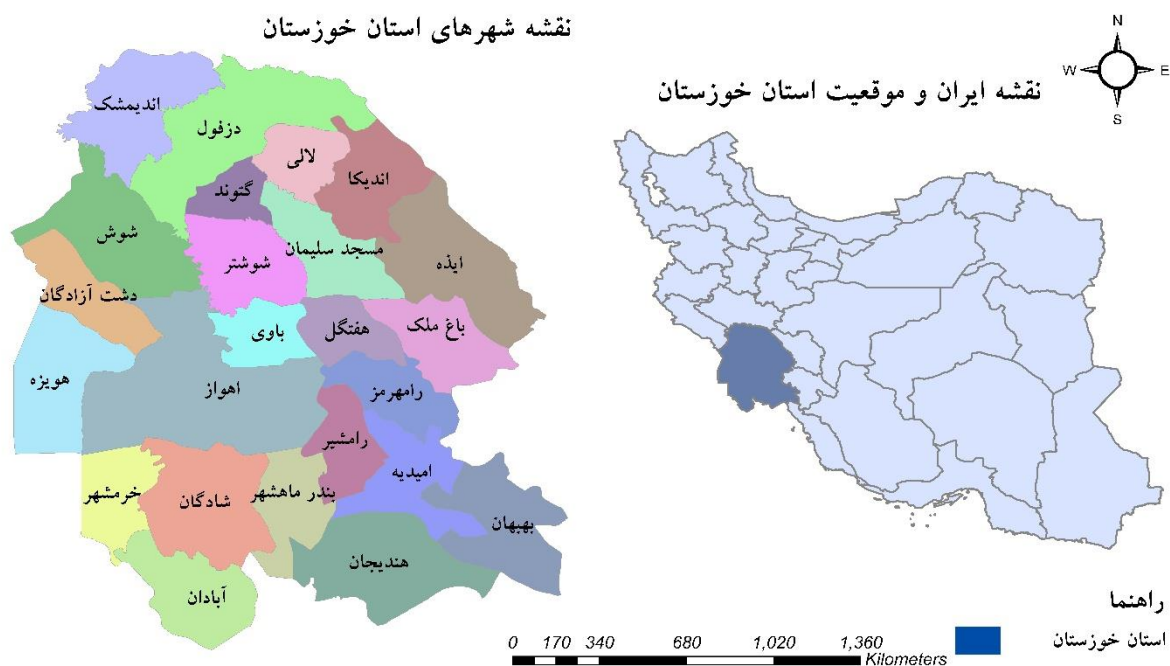 نقشه شهرهای استان خوزستان
اندیمشک
دزفول
لالی
اندیکا
گتوند
شوش
شوشتر
مسجد سلیمان
ایذه
دشت آزادگان
باوی
هفتگل
باغ ملک
هویزه
اهواز
رامهرمز
رامشیر
امیدیه
خرمشهر
شادگان
بندر ماهشهر
بهبهان
هندیجان
آبادان
نقشه ایران و موقعیت استان خوزستان
N
W
E
S
راهنما
استان خوزستان
0 170 340 680 1,020 1,360
Kilometers